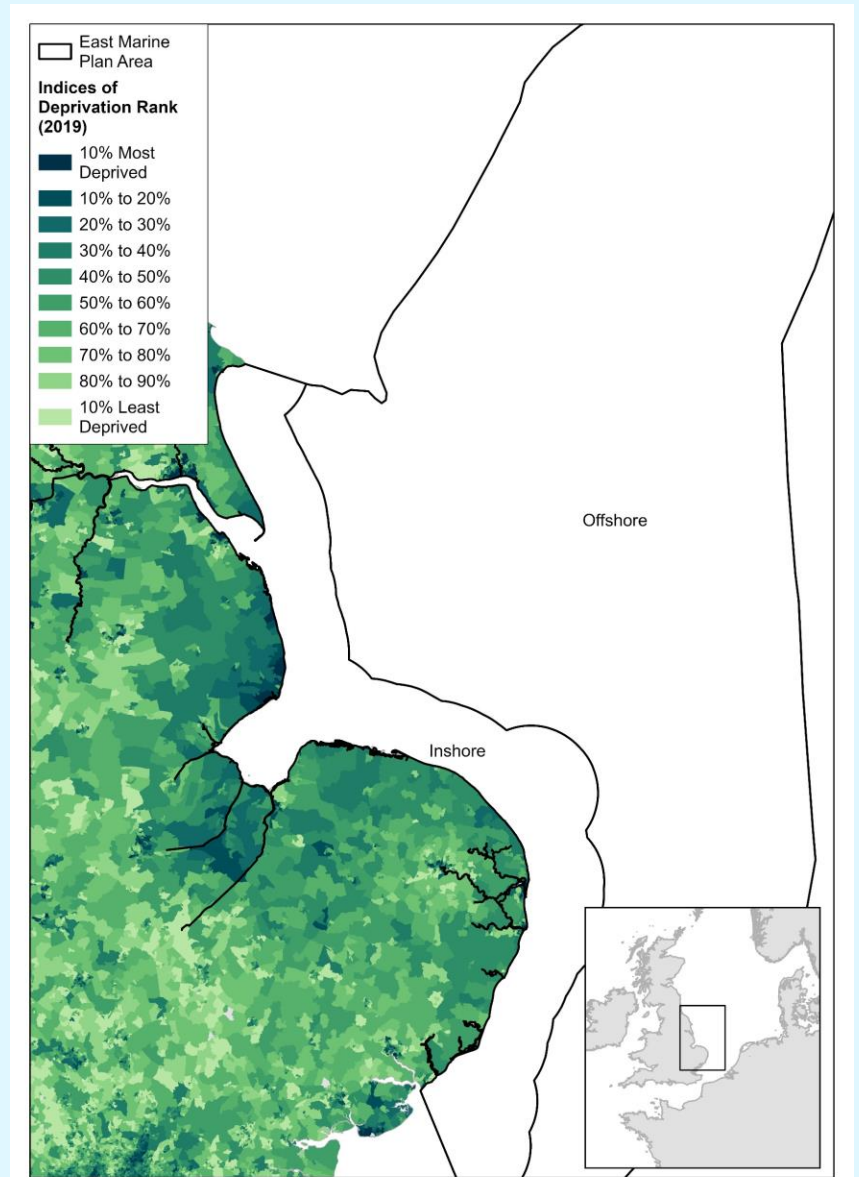 East Marine
Plan Area
Indices of
Deprivation Rank
(2019)
10% Most
Deprived
10% to 20%
20% to 30%
30% to 40%
40% to 50%
50% to 60%
60% to 70%
70% to 80%
80% to 90%
10% Least
Deprived
Offshore
Inshore